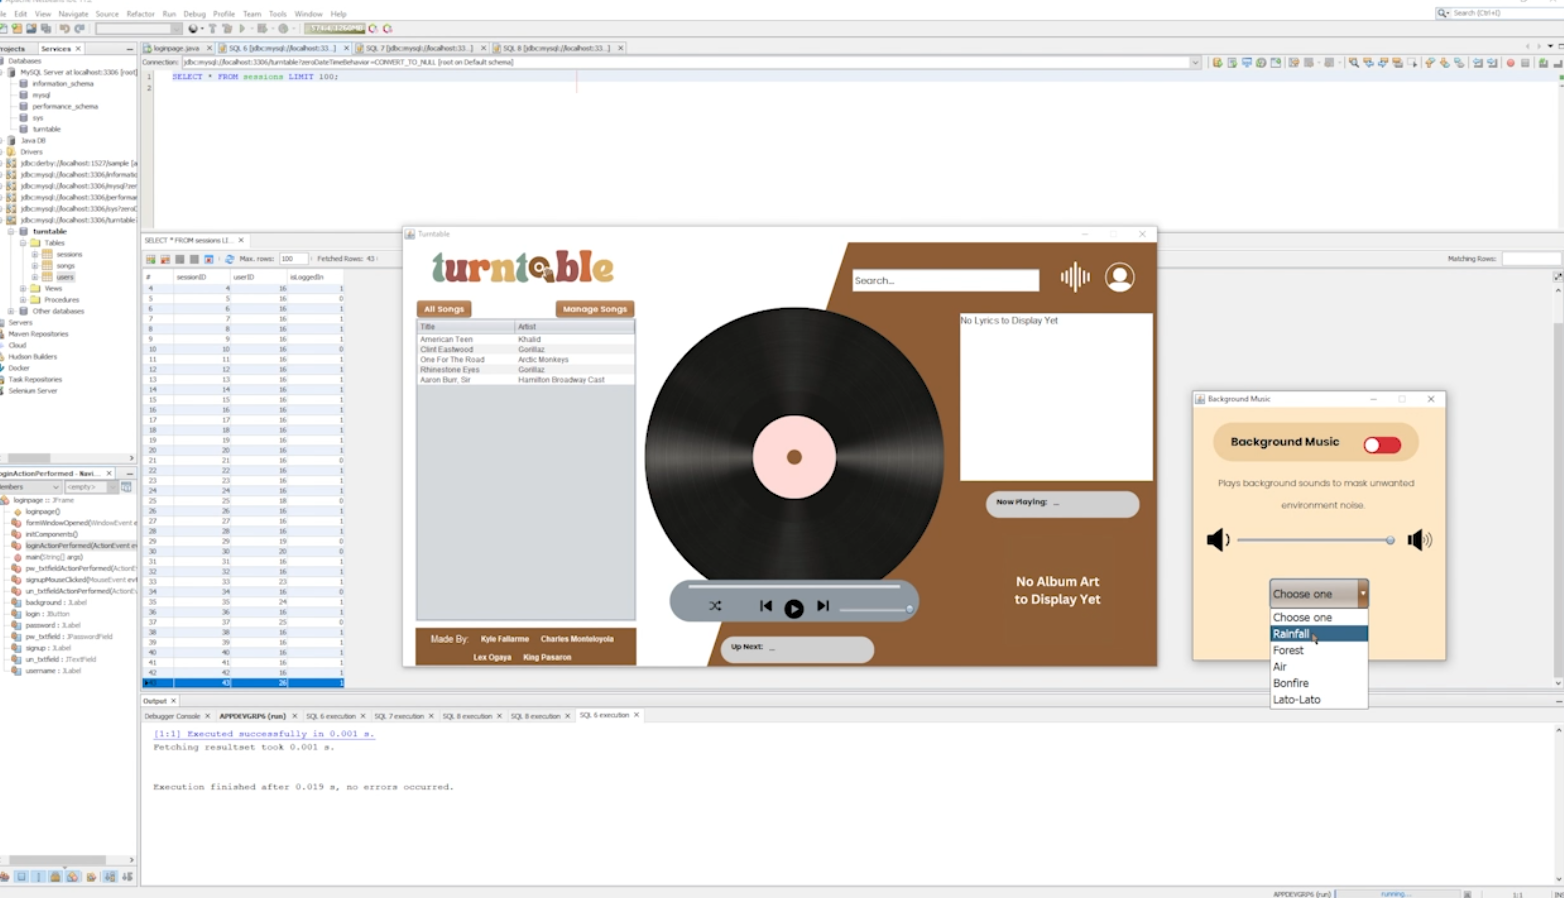 File Edit View Navigate Source Refactor Run Debug Profile Team Tools Window Help
Search (Ctrl+I)
Projects Services
loginpage.java SQL 6 [jdbc:mysql://localhost:33...] SQL 7 [jdbc:mysql://localhost:33...] SQL 8 [jdbc:mysql://localhost:33...]
Connection: jdbc:mysql://localhost:3306/turntable?zeroDateTimeBehavior=CONVERT_TO_NULL [root on Default schema]
1 SELECT * FROM sessions LIMIT 100;
2
Databases
MySQL Server at localhost:3306 [root]
information_schema
mysql
performance_schema
sys
turntable
Java DB
Drivers
jdbc:derby://localhost:1527/sample [a
jdbc:mysql://localhost:3306/informatio
jdbc:mysql://localhost:3306/mysql?zer
jdbc:mysql://localhost:3306/performa
jdbc:mysql://localhost:3306/sys?zero
jdbc:mysql://localhost:3306/turntable
turntable
Tables
sessions
songs
users
Views
Procedures
Other databases
Servers
Maven Repositories
Cloud
Hudson Builders
Docker
Task Repositories
Selenium Server
loginActionPerformed - Navi...
Members <empty>
loginpage :: JFrame
loginpage()
formWindowOpened(WindowEvent e
initComponents()
loginActionPerformed(ActionEvent ev
main(String[] args)
pw_txtfieldActionPerformed(ActionE
signupMouseClicked(MouseEvent evt
un_txtfieldActionPerformed(ActionE
background : JLabel
login : JButton
password : JLabel
pw_txtfield : JPasswordField
signup : JLabel
un_txtfield : JTextField
username : JLabel
SELECT * FROM sessions LI...
Max. rows: 100 Fetched Rows: 43
Matching Rows:
# sessionID userID isLoggedIn
4 4 16 1
5 5 16 0
6 6 16 1
7 7 16 1
8 8 16 1
9 9 16 1
10 10 16 0
11 11 16 1
12 12 16 1
13 13 16 1
14 14 16 1
15 15 16 1
16 16 16 1
17 17 16 1
18 18 16 1
19 19 16 1
20 20 16 1
21 21 16 0
22 22 16 1
23 23 16 1
24 24 16 1
25 25 18 0
26 26 16 1
27 27 16 1
28 28 16 1
29 29 19 0
30 30 20 0
31 31 16 1
32 32 16 1
33 33 23 1
34 34 16 0
35 35 24 1
36 36 16 1
37 37 25 0
38 38 16 1
39 39 16 1
40 40 16 1
41 41 16 1
42 42 16 1
43 26 1
Turntable
turntable
Search...
All Songs Manage Songs
Title Artist
American Teen Khalid
Clint Eastwood Gorillaz
One For The Road Arctic Monkeys
Rhinestone Eyes Gorillaz
Aaron Burr, Sir Hamilton Broadway Cast
No Lyrics to Display Yet
Now Playing: ...
No Album Art
to Display Yet
Up Next: ...
Made By: Kyle Fallarme Charles Montoloyola
Lex Ogaya King Pasaron
Background Music
Background Music
Plays background sounds to mask unwanted
environment noise.
Choose one
Choose one
Rainfall
Forest
Air
Bonfire
Lato-Lato
Output
Debugger Console APPDEVGRP6 (run) SQL 6 execution SQL 7 execution SQL 8 execution SQL 8 execution SQL 6 execution
[1:1] Executed successfully in 0.001 s.
Fetching resultset took 0.001 s.
Execution finished after 0.019 s, no errors occurred.
APPDEVGRP6 (run) running... 1:1